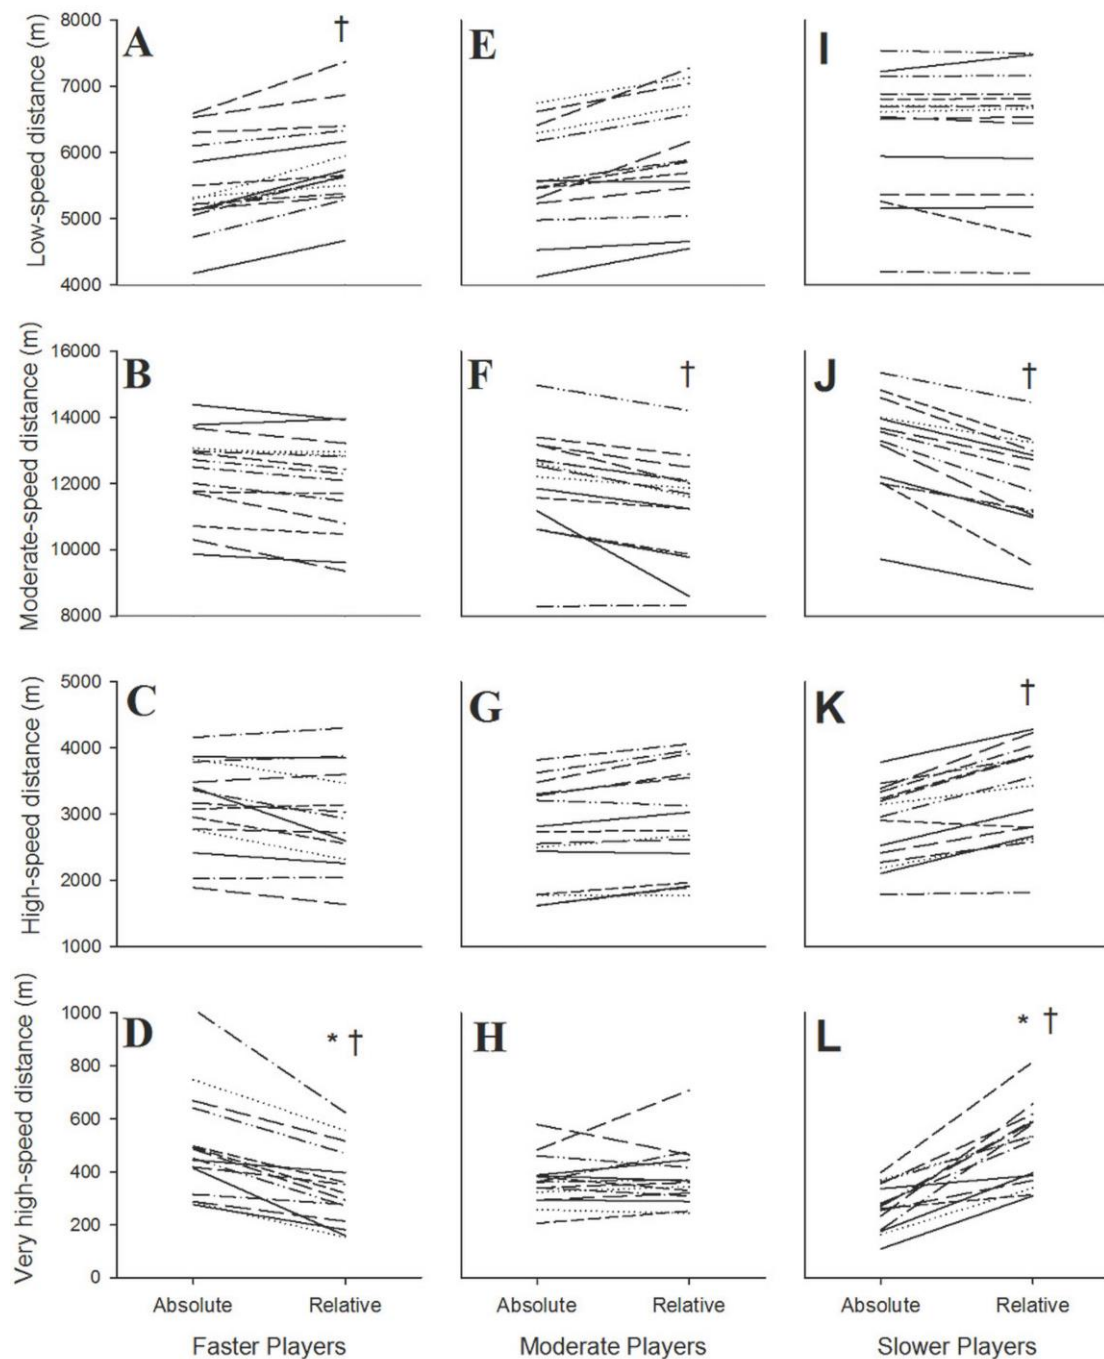 Low-speed distance (m)
8000
7000
6000
5000
4000
A
†
E
I
Moderate-speed distance (m)
16000
14000
12000
10000
8000
B
F
†
J
†
High-speed distance (m)
5000
4000
3000
2000
1000
C
G
K
†
Very high-speed distance (m)
1000
800
600
400
200
0
D
* †
H
L
* †
Absolute Relative
Absolute Relative
Absolute Relative
Faster Players
Moderate Players
Slower Players